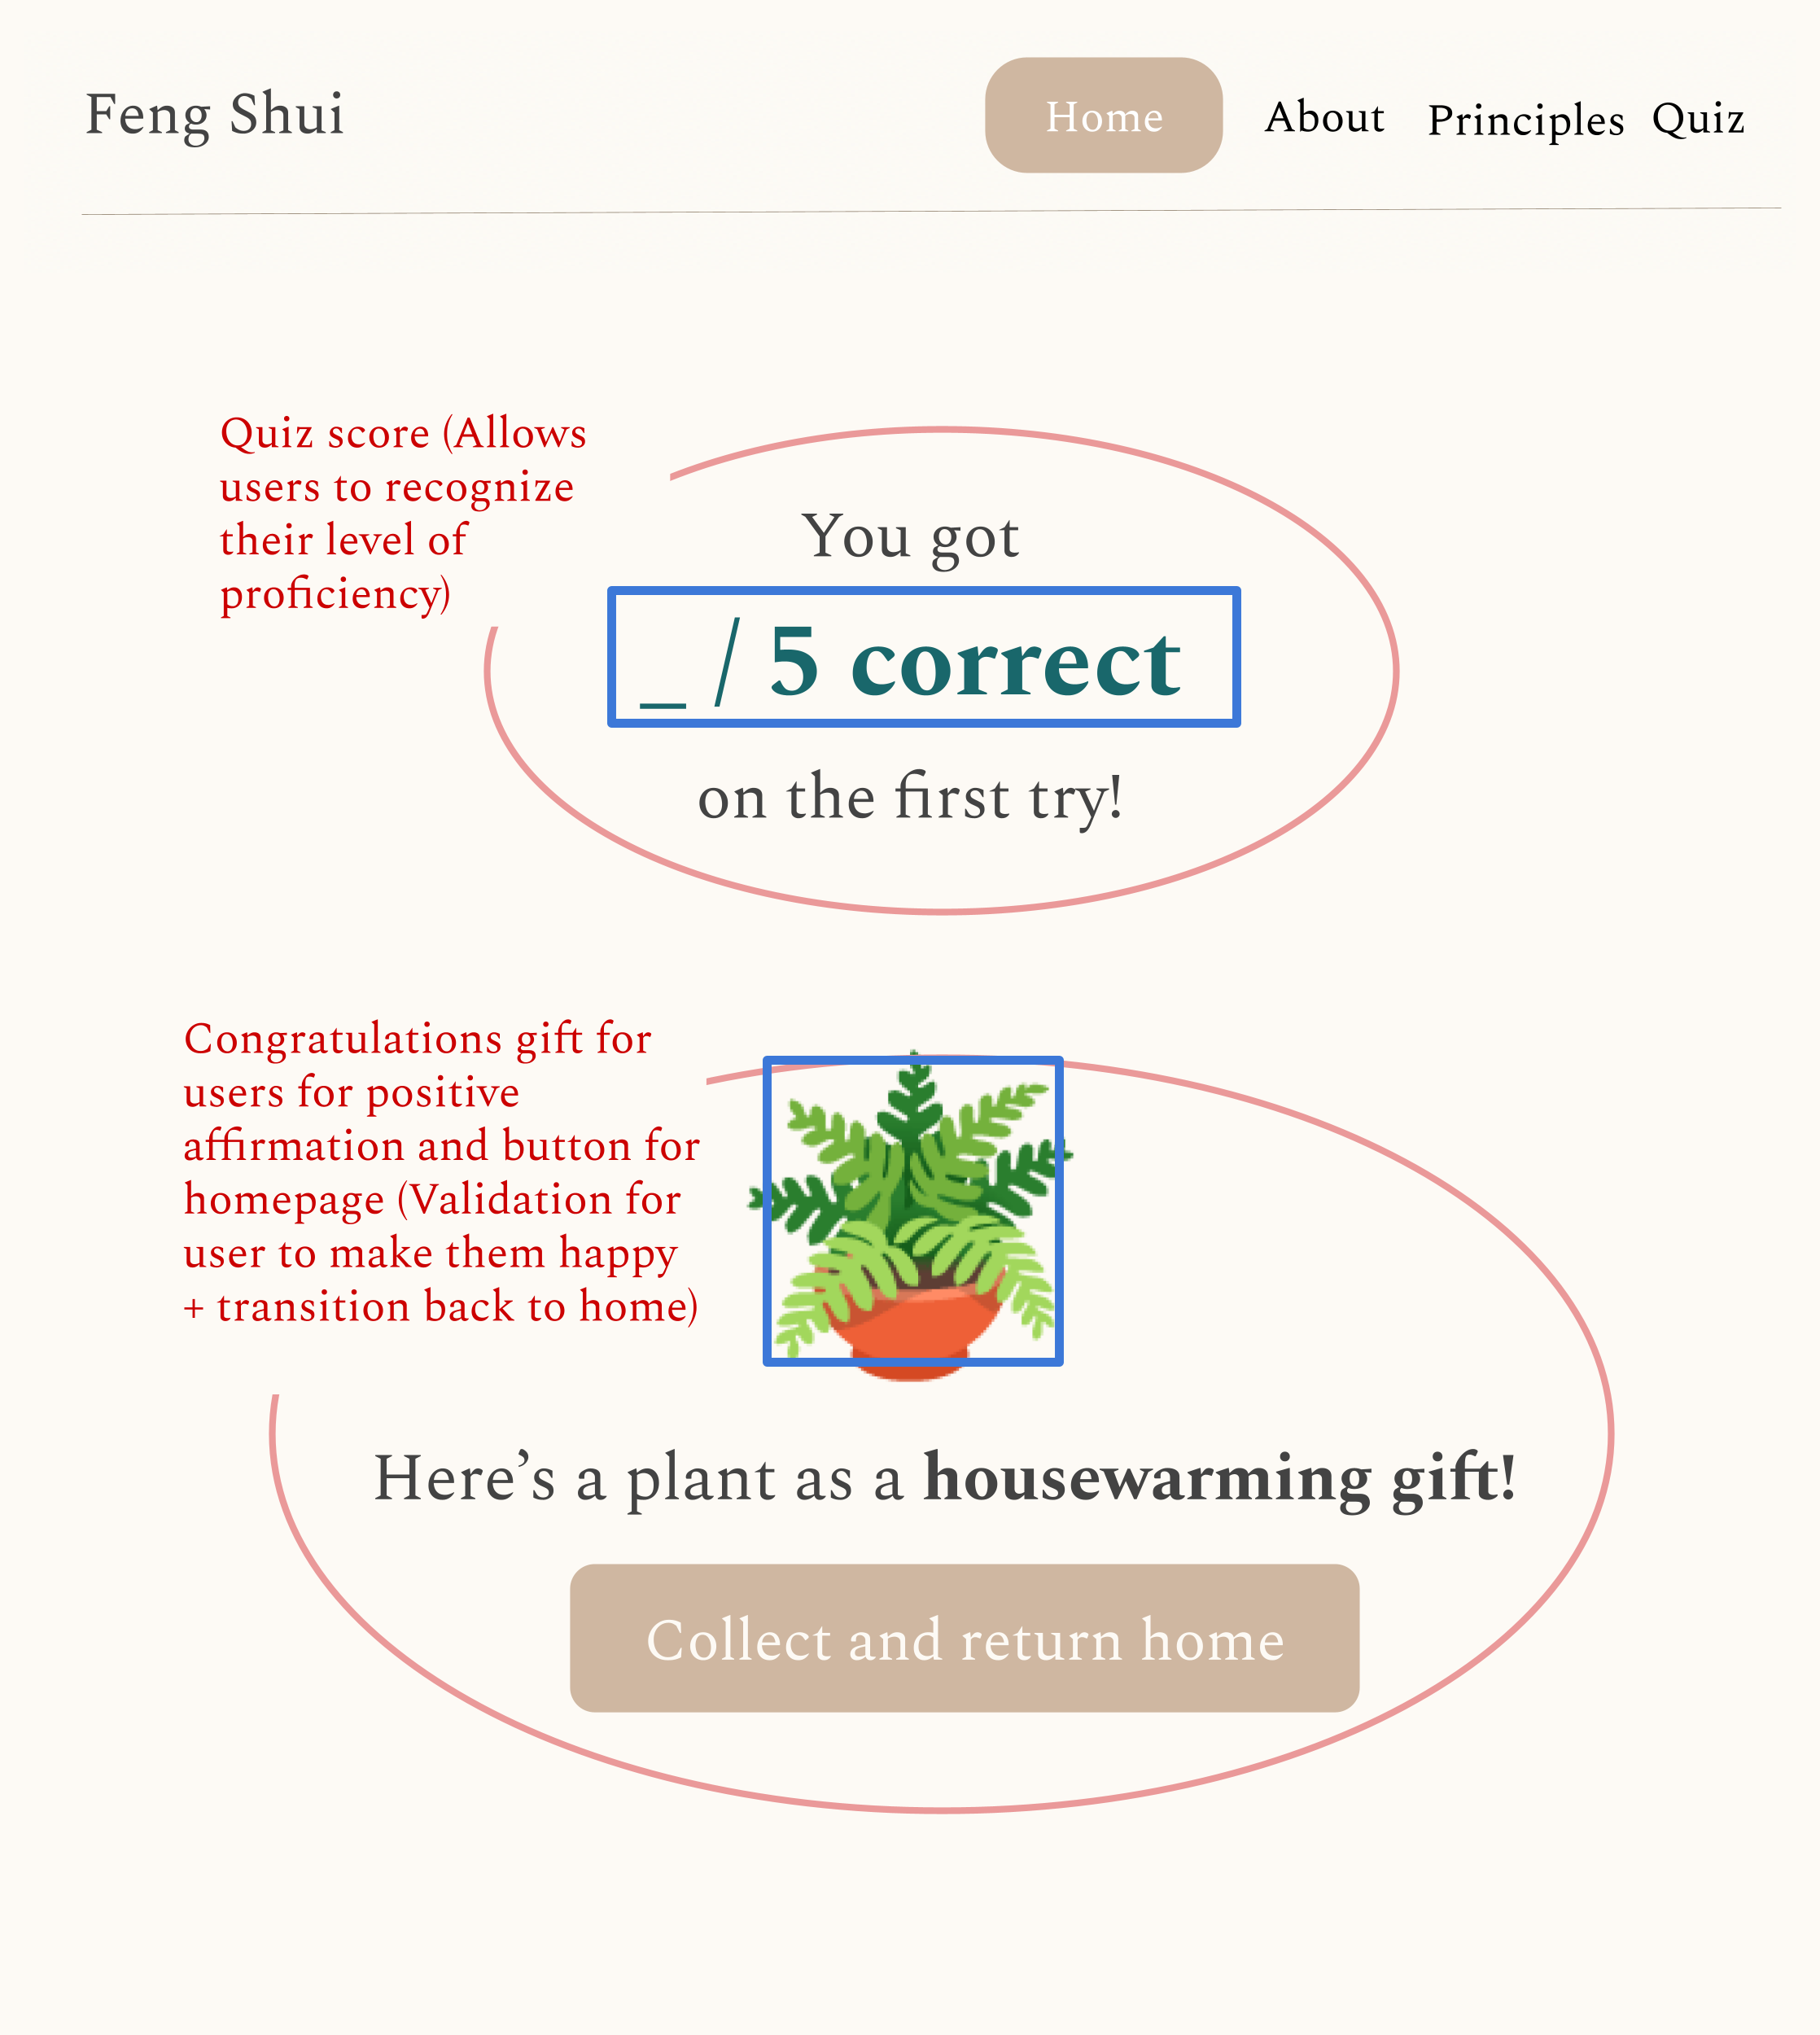 Feng Shui
Home About Principles Quiz
Quiz score (Allows
users to recognize
their level of
proficiency)
You got
_ / 5 correct
on the first try!
Congratulations gift for
users for positive
affirmation and button for
homepage (Validation for
user to make them happy
+ transition back to home)
Here’s a plant as a housewarming gift!
Collect and return home